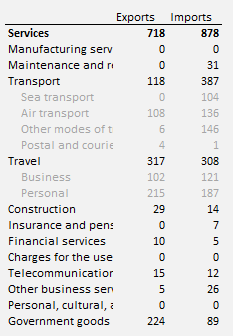 Exports Imports
Services 718 878
Manufacturing serv 0 0
Maintenance and r 0 31
Transport 118 387
Sea transport 0 104
Air transport 108 136
Other modes of t 6 146
Postal and courie 4 1
Travel 317 308
Business 102 121
Personal 215 187
Construction 29 14
Insurance and pens 0 7
Financial services 10 5
Charges for the use 0 0
Telecommunication 15 12
Other business serv 5 26
Personal, cultural, a 0 0
Government goods 224 89